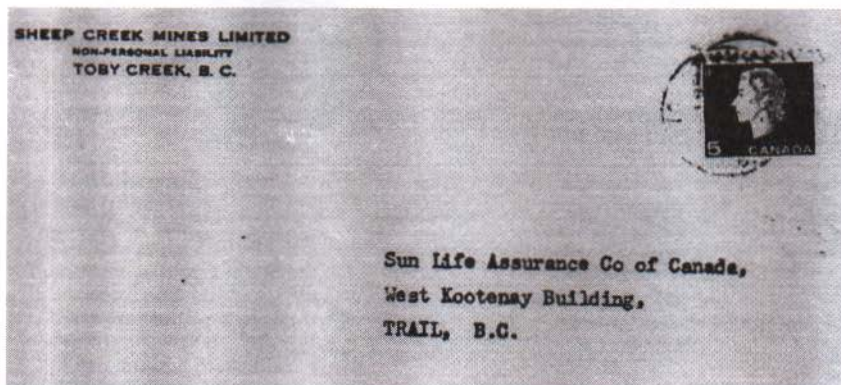 SHEEP CREEK MINES LIMITED
NON-PERSONAL LIABILITY
TOBY CREEK, B. C.
5 CANADA
Sun Life Assurance Co of Canada,
West Kootenay Building,
TRAIL, B.C.